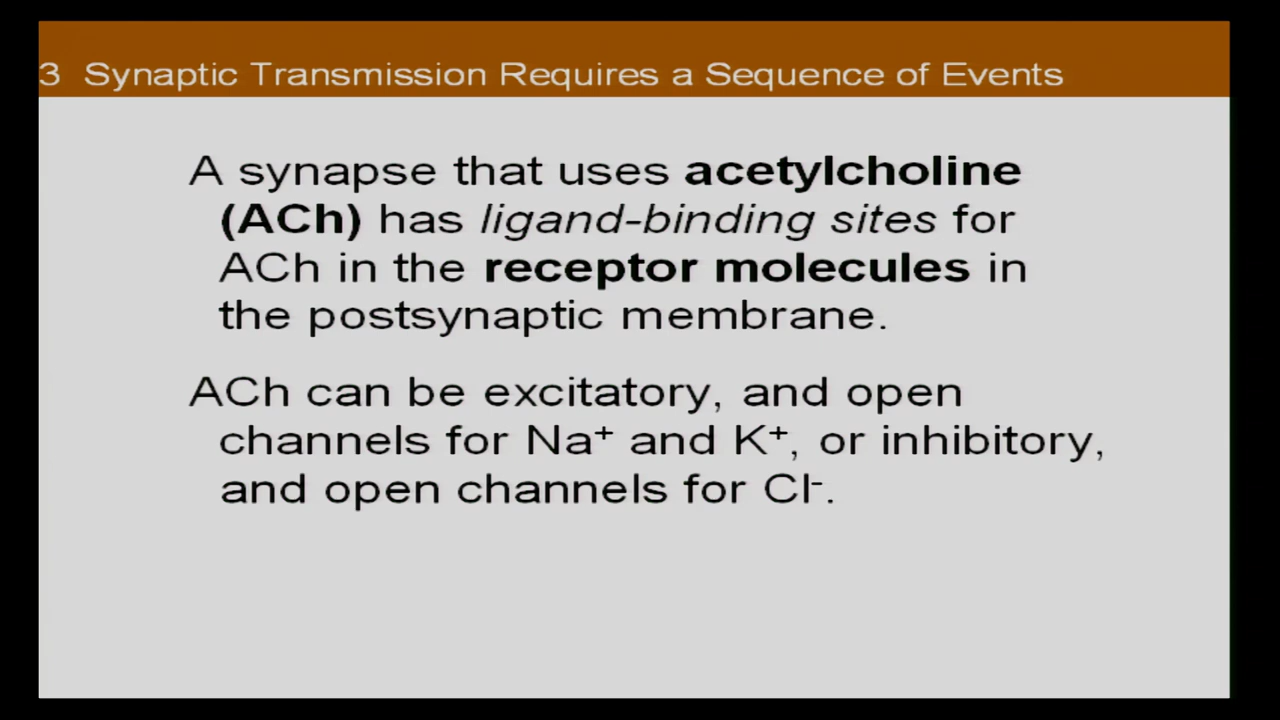 3 Synaptic Transmission Requires a Sequence of Events
A synapse that uses acetylcholine
(ACh) has ligand-binding sites for
ACh in the receptor molecules in
the postsynaptic membrane.
ACh can be excitatory, and open
channels for Na⁺ and K⁺, or inhibitory,
and open channels for Cl⁻.